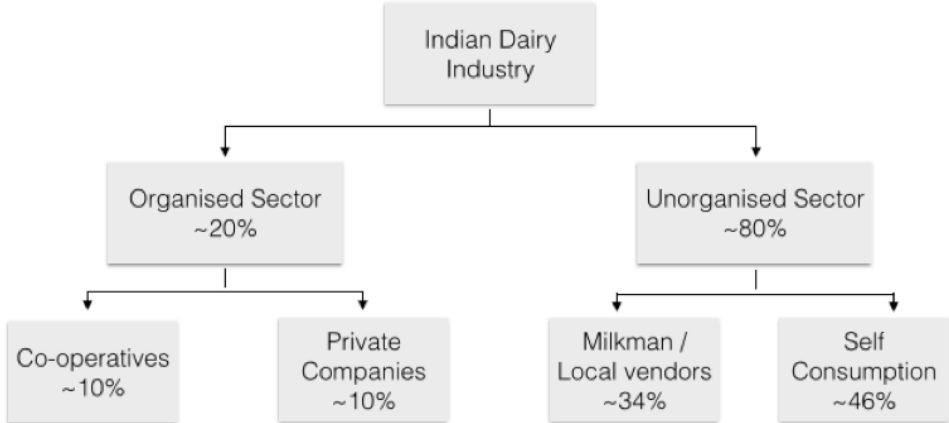 Indian Dairy
Industry
Organised Sector
~20%
Unorganised Sector
~80%
Co-operatives
~10%
Private
Companies
~10%
Milkman /
Local vendors
~34%
Self
Consumption
~46%